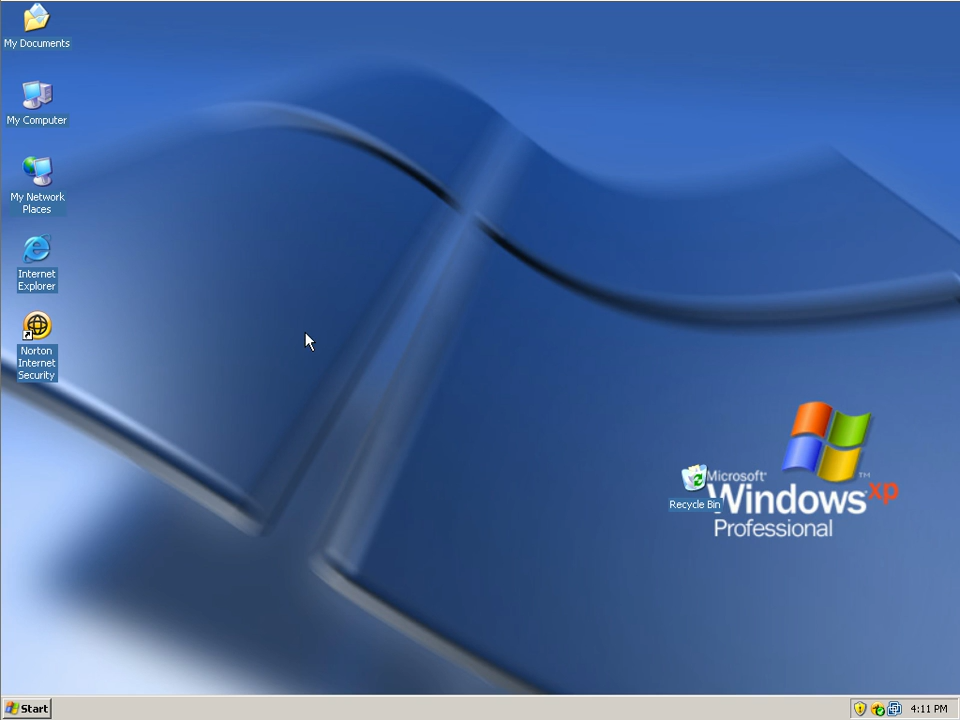 My Documents
My Computer
My Network
Places
Internet
Explorer
Norton
Internet
Security
Recycle Bin
Microsoft
Windows xp
TM
Professional
Start
4:11 PM